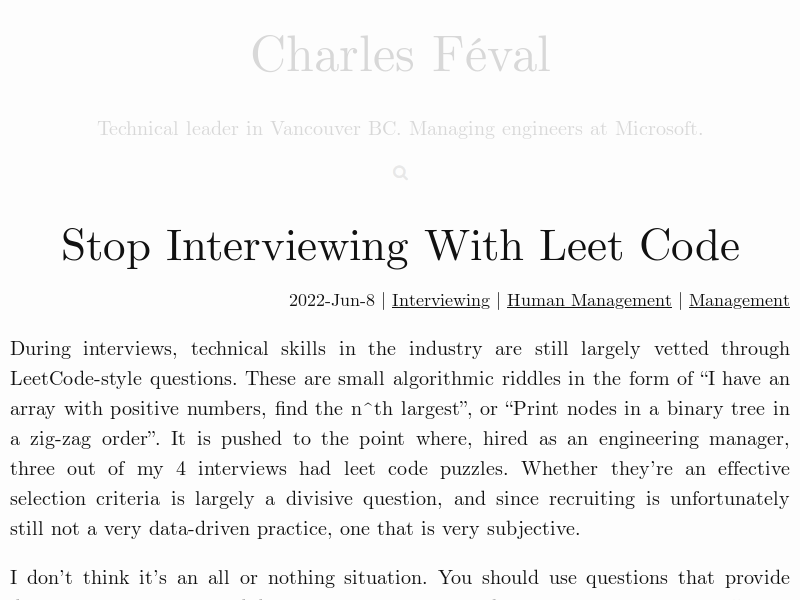 Charles Féval
Technical leader in Vancouver BC. Managing engineers at Microsoft.
Stop Interviewing With Leet Code
2022-Jun-8 | Interviewing | Human Management | Management
During interviews, technical skills in the industry are still largely vetted through
LeetCode-style questions. These are small algorithmic riddles in the form of “I have an
array with positive numbers, find the n^th largest”, or “Print nodes in a binary tree in
a zig-zag order”. It is pushed to the point where, hired as an engineering manager,
three out of my 4 interviews had leet code puzzles. Whether they’re an effective
selection criteria is largely a divisive question, and since recruiting is unfortunately
still not a very data-driven practice, one that is very subjective.
I don’t think it’s an all or nothing situation. You should use questions that provide